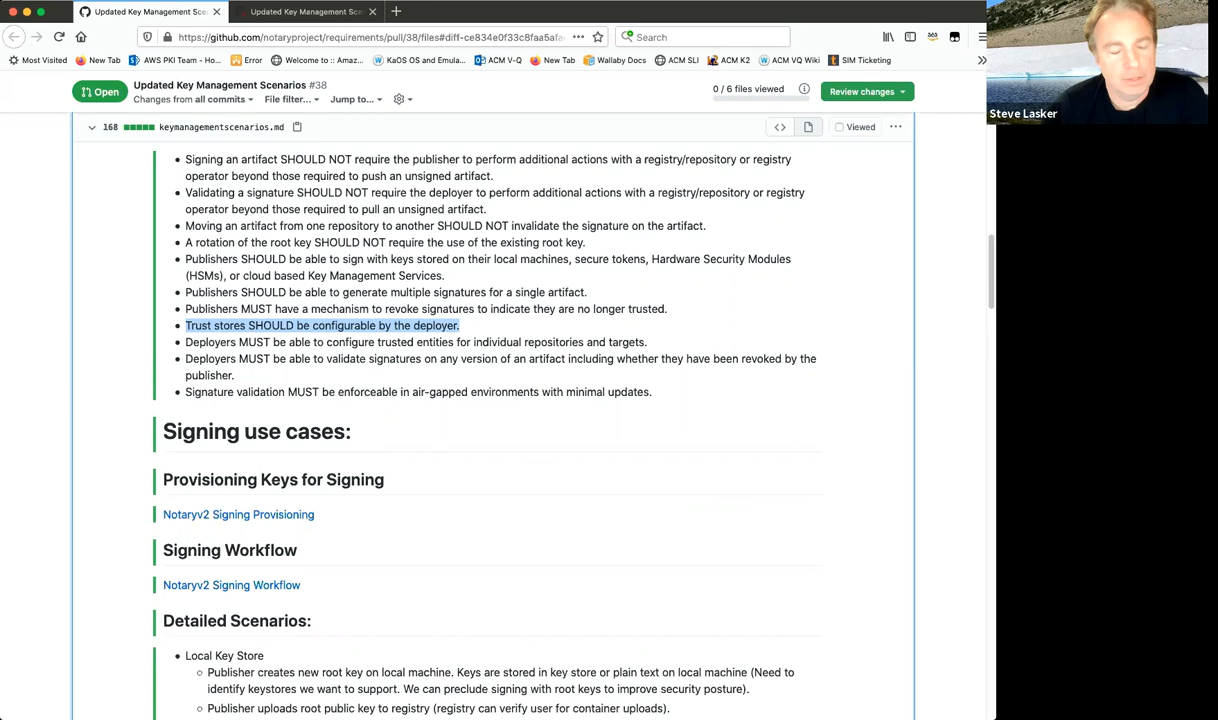 Updated Key Management Sce
Updated Key Management Sce
https://github.com/notaryproject/requirements/pull/38/files#diff-ce834e0f33c8faa5afa
Search
Most Visited
New Tab
AWS PKI Team - Ho...
Error
Welcome to :: Amaz...
KaOS OS and Emula...
ACM V-Q
New Tab
Wallaby Docs
ACM SLI
ACM K2
ACM VQ Wiki
SIM Ticketing
Steve Lasker
Open
Updated Key Management Scenarios #38
Changes from all commits
File filter...
Jump to...
0 / 6 files viewed
Review changes
168
keymanagementscenarios.md
Viewed
Signing an artifact SHOULD NOT require the publisher to perform additional actions with a registry/repository or registry
operator beyond those required to push an unsigned artifact.
Validating a signature SHOULD NOT require the deployer to perform additional actions with a registry/repository or registry
operator beyond those required to pull an unsigned artifact.
Moving an artifact from one repository to another SHOULD NOT invalidate the signature on the artifact.
A rotation of the root key SHOULD NOT require the use of the existing root key.
Publishers SHOULD be able to sign with keys stored on their local machines, secure tokens, Hardware Security Modules
(HSMs), or cloud based Key Management Services.
Publishers SHOULD be able to generate multiple signatures for a single artifact.
Publishers MUST have a mechanism to revoke signatures to indicate they are no longer trusted.
Trust stores SHOULD be configurable by the deployer.
Deployers MUST be able to configure trusted entities for individual repositories and targets.
Deployers MUST be able to validate signatures on any version of an artifact including whether they have been revoked by the
publisher.
Signature validation MUST be enforceable in air-gapped environments with minimal updates.
Signing use cases:
Provisioning Keys for Signing
Notaryv2 Signing Provisioning
Signing Workflow
Notaryv2 Signing Workflow
Detailed Scenarios:
Local Key Store
Publisher creates new root key on local machine. Keys are stored in key store or plain text on local machine (Need to
identify keystores we want to support. We can preclude signing with root keys to improve security posture).
Publisher uploads root public key to registry (registry can verify user for container uploads).